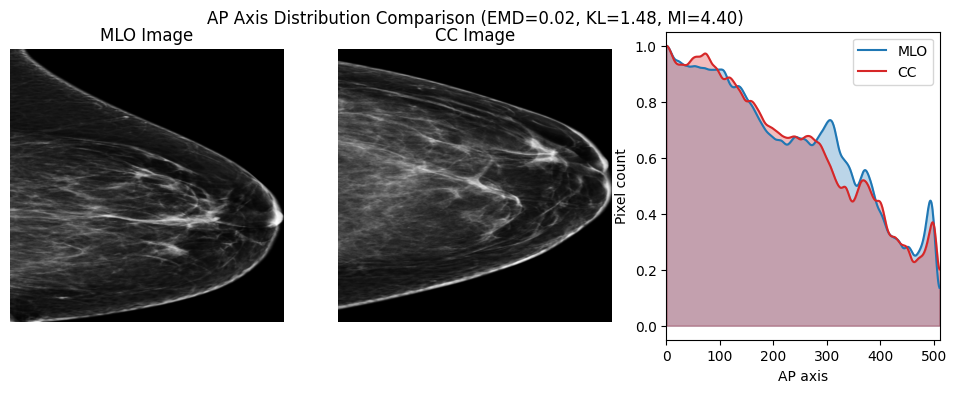 AP Axis Distribution Comparison (EMD=0.02, KL=1.48, MI=4.40)
MLO Image
CC Image
MLO
CC
1.0
0.8
0.6
0.4
0.2
0.0
Pixel count
0 100 200 300 400 500
AP axis